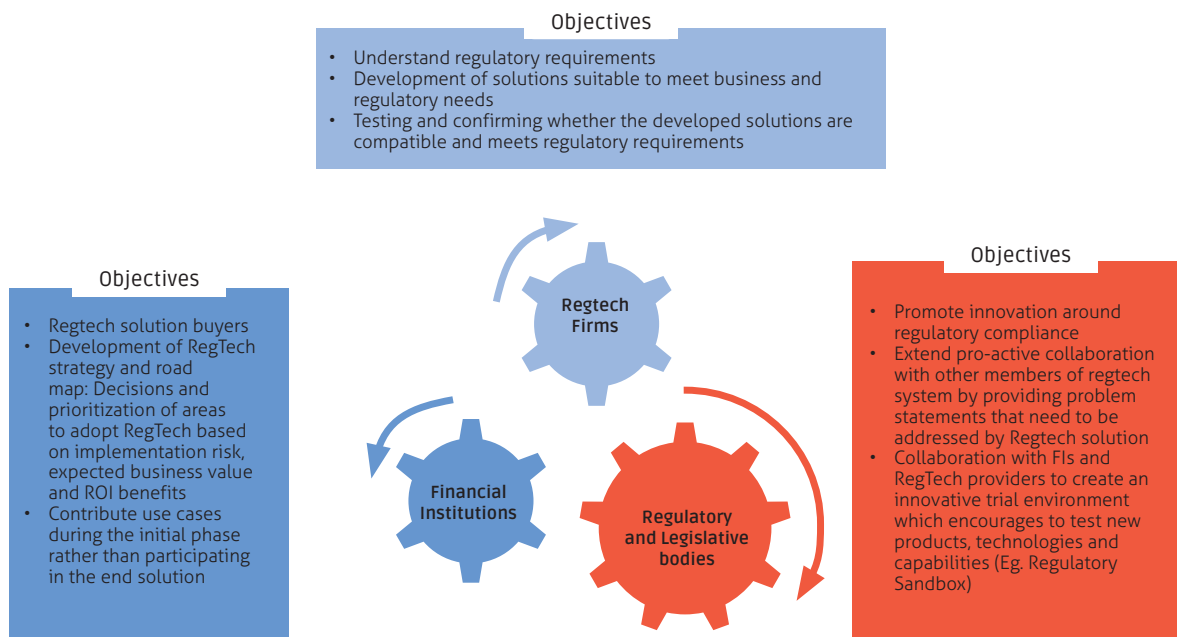 Objectives
• Understand regulatory requirements
• Development of solutions suitable to meet business and
regulatory needs
• Testing and confirming whether the developed solutions are
compatible and meets regulatory requirements
Regtech
Firms
Objectives
• Regtech solution buyers
• Development of RegTech
strategy and road
map: Decisions and
prioritization of areas
to adopt RegTech based
on implementation risk,
expected business value
and ROI benefits
• Contribute use cases
during the initial phase
rather than participating
in the end solution
Financial
Institutions
Regulatory
and Legislative
bodies
Objectives
• Promote innovation around
regulatory compliance
• Extend pro-active collaboration
with other members of regtech
system by providing problem
statements that need to be
addressed by Regtech solution
• Collaboration with FIs and
RegTech providers to create an
innovative trial environment
which encourages to test new
products, technologies and
capabilities (Eg. Regulatory
Sandbox)